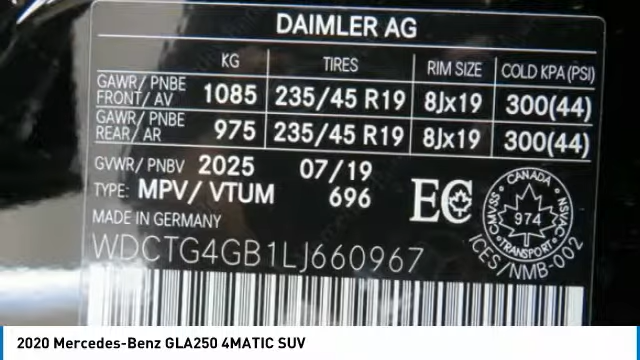 DAIMLER AG
KG TIRES RIM SIZE COLD KPA (PSI)
GAWR/ PNBE FRONT/ AV 1085 235/45 R19 8Jx19 300(44)
GAWR/ PNBE REAR/ AR 975 235/45 R19 8Jx19 300(44)
GVWR/ PNBV 2025 07/19
TYPE: MPV/ VTUM 696
MADE IN GERMANY
WDCTG4GB1LJ660967
EC
CANADA
CMVSS 974 NSVAC
TRANSPORT
ICES/NMB-002
2020 Mercedes-Benz GLA250 4MATIC SUV